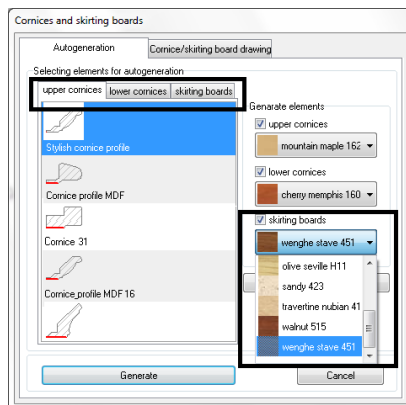 Cornices and skirting boards
Autogeneration
Cornice/skirting board drawing
Selecting elements for autogeneration
upper cornices
lower cornices
skirting boards
Stylish cornice profile
Cornice profile MDF
Cornice 31
Cornice_profile MDF 16
Genarate elements
upper cornices
mountain maple 162
lower cornices
cherry memphis 160
skirting boards
wenghe stave 451
olive seville H11
sandy 423
travertine nubian 41
walnut 515
wenghe stave 451
Generate
Cancel